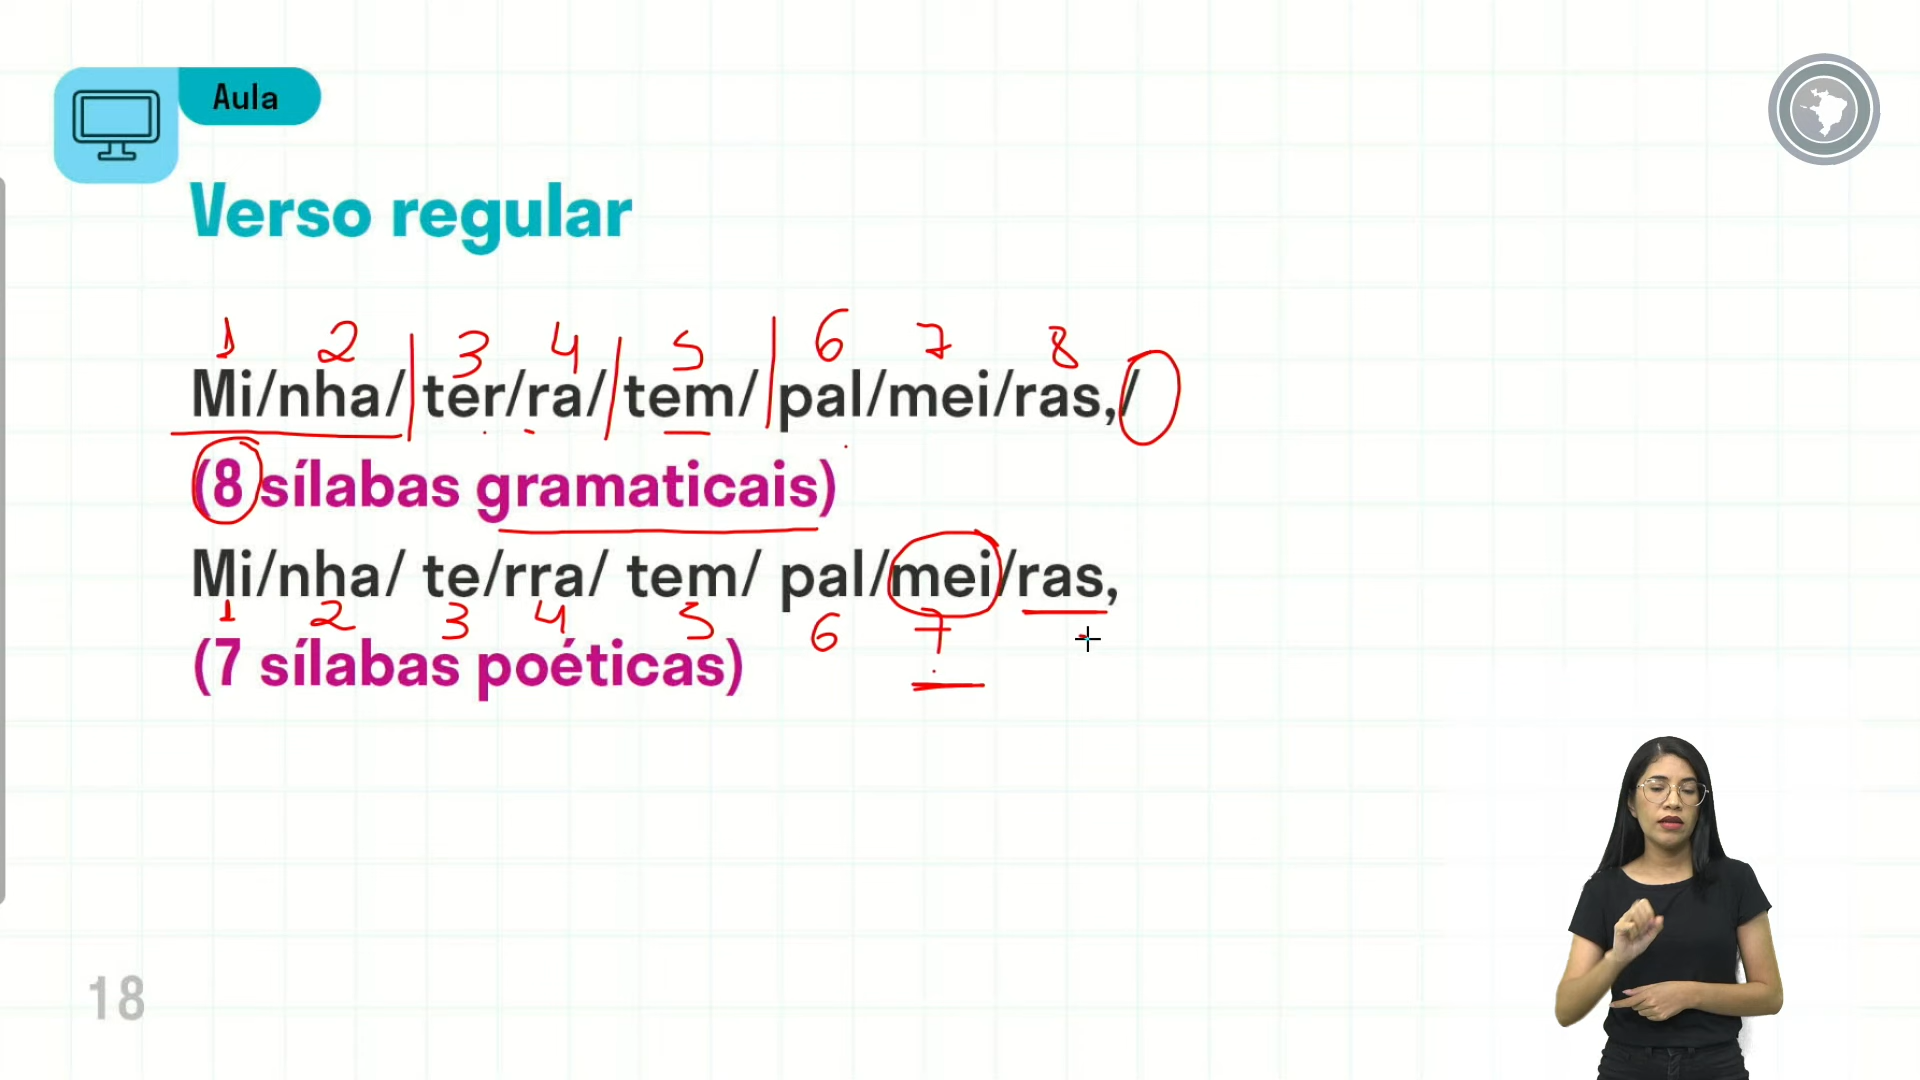 Aula
Verso regular
1 2 3 4 5 6 7 8
Mi/nha/ ter/ra/ tem/ pal/mei/ras,/
(8 sílabas gramaticais)
Mi/nha/ te/rra/ tem/ pal/mei/ras,
1 2 3 4 5 6 7
(7 sílabas poéticas)
18